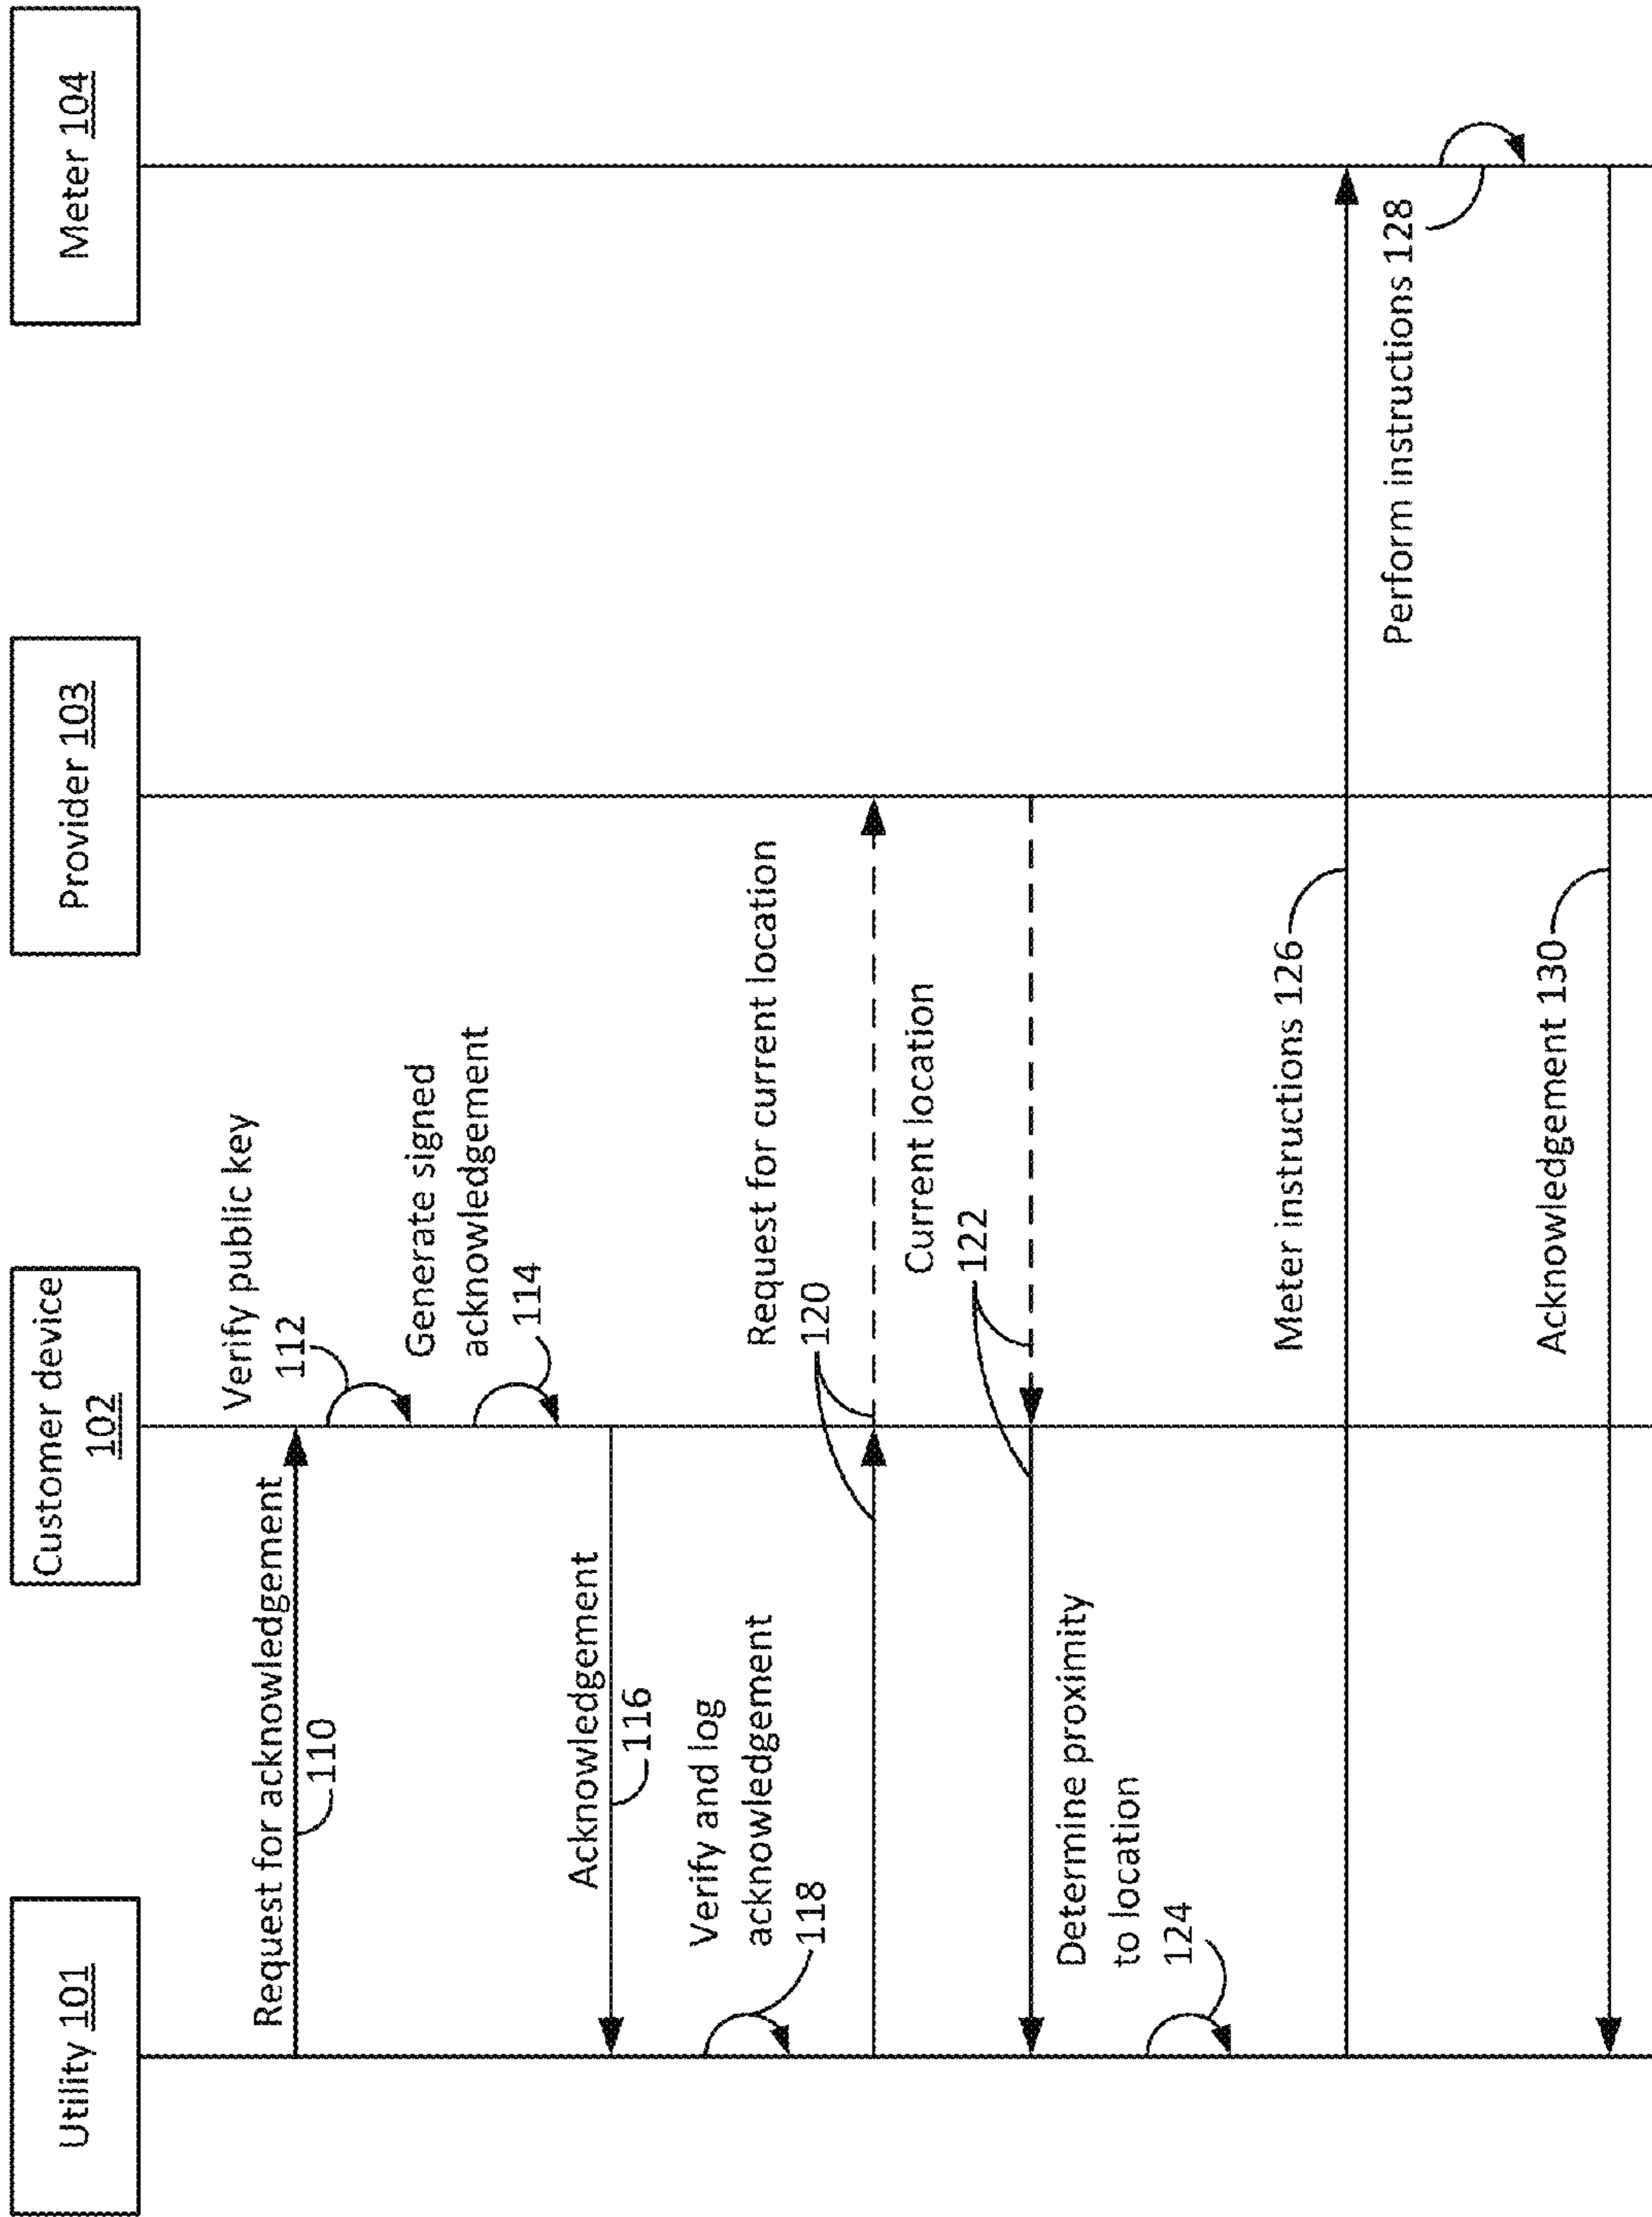 Utility 101
Customer device
102
Provider 103
Meter 104
Request for acknowledgement
110
Verify public key
112
Generate signed
acknowledgement
114
Acknowledgement
116
Verify and log
acknowledgement
118
Request for current location
120
Current location
122
Determine proximity
to location
124
Meter instructions 126
Perform instructions 128
Acknowledgement 130